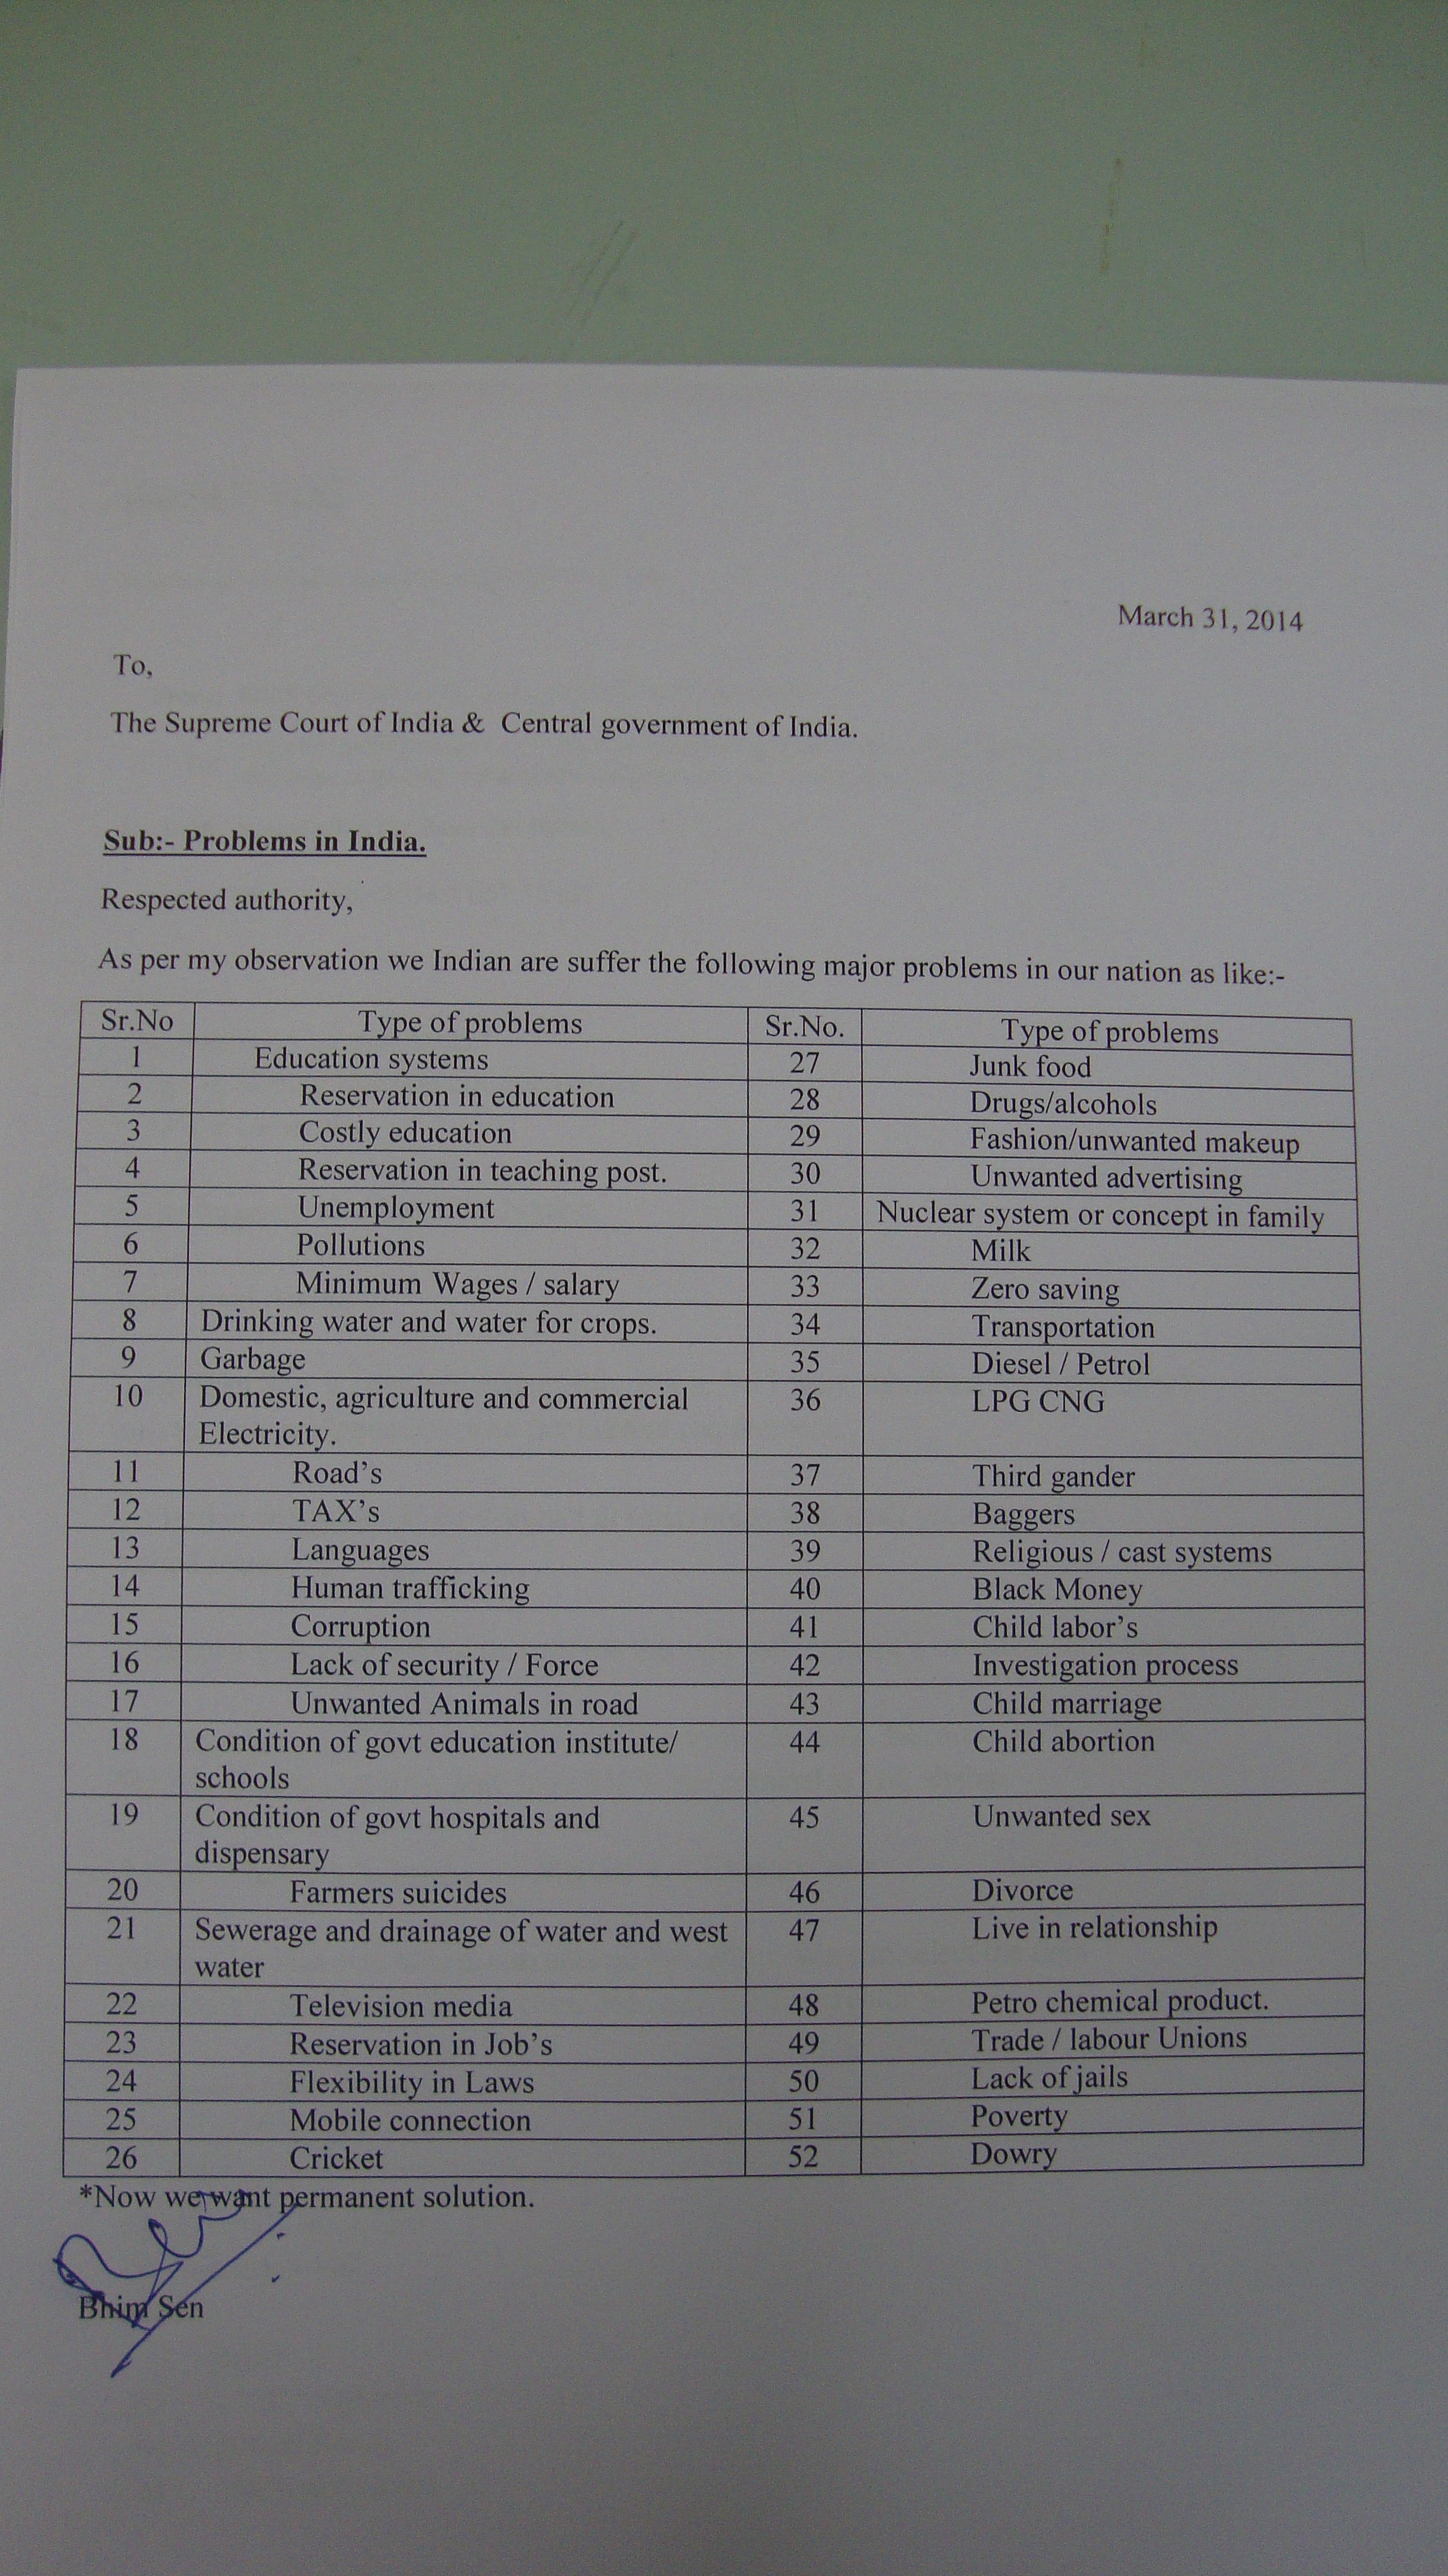 March 31, 2014
To,
The Supreme Court of India & Central government of India.
Sub:- Problems in India.
Respected authority,
As per my observation we Indian are suffer the following major problems in our nation as like:-
Sr.No Type of problems Sr.No. Type of problems
1 Education systems 27 Junk food
2 Reservation in education 28 Drugs/alcohols
3 Costly education 29 Fashion/unwanted makeup
4 Reservation in teaching post. 30 Unwanted advertising
5 Unemployment 31 Nuclear system or concept in family
6 Pollutions 32 Milk
7 Minimum Wages / salary 33 Zero saving
8 Drinking water and water for crops. 34 Transportation
9 Garbage 35 Diesel / Petrol
10 Domestic, agriculture and commercial 36 LPG CNG
Electricity.
11 Road's 37 Third gander
12 TAX's 38 Baggers
13 Languages 39 Religious / cast systems
14 Human trafficking 40 Black Money
15 Corruption 41 Child labor's
16 Lack of security / Force 42 Investigation process
17 Unwanted Animals in road 43 Child marriage
18 Condition of govt education institute/ 44 Child abortion
schools
19 Condition of govt hospitals and 45 Unwanted sex
dispensary
20 Farmers suicides 46 Divorce
21 Sewerage and drainage of water and west 47 Live in relationship
water
22 Television media 48 Petro chemical product.
23 Reservation in Job's 49 Trade / labour Unions
24 Flexibility in Laws 50 Lack of jails
25 Mobile connection 51 Poverty
26 Cricket 52 Dowry
*Now we want permanent solution.
Bhim Sen